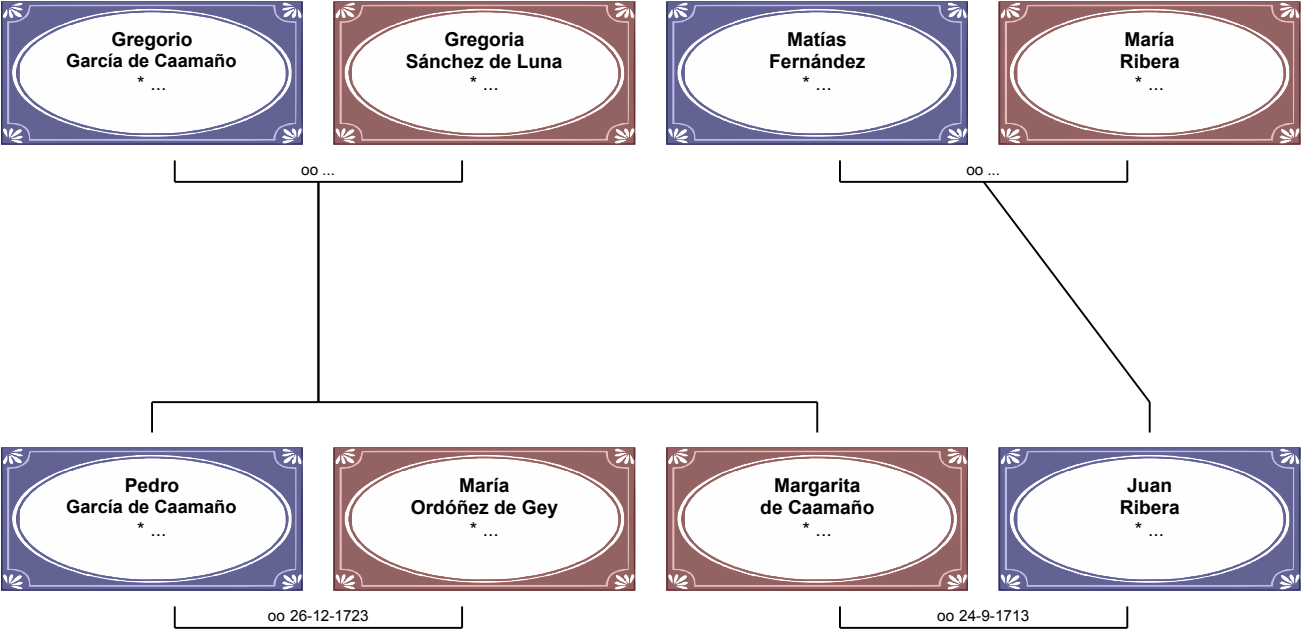 Gregorio
García de Caamaño
* ...
Gregoria
Sánchez de Luna
* ...
Matías
Fernández
* ...
María
Ribera
* ...
oo ...
oo ...
Pedro
García de Caamaño
* ...
María
Ordóñez de Gey
* ...
Margarita
de Caamaño
* ...
Juan
Ribera
* ...
oo 26-12-1723
oo 24-9-1713